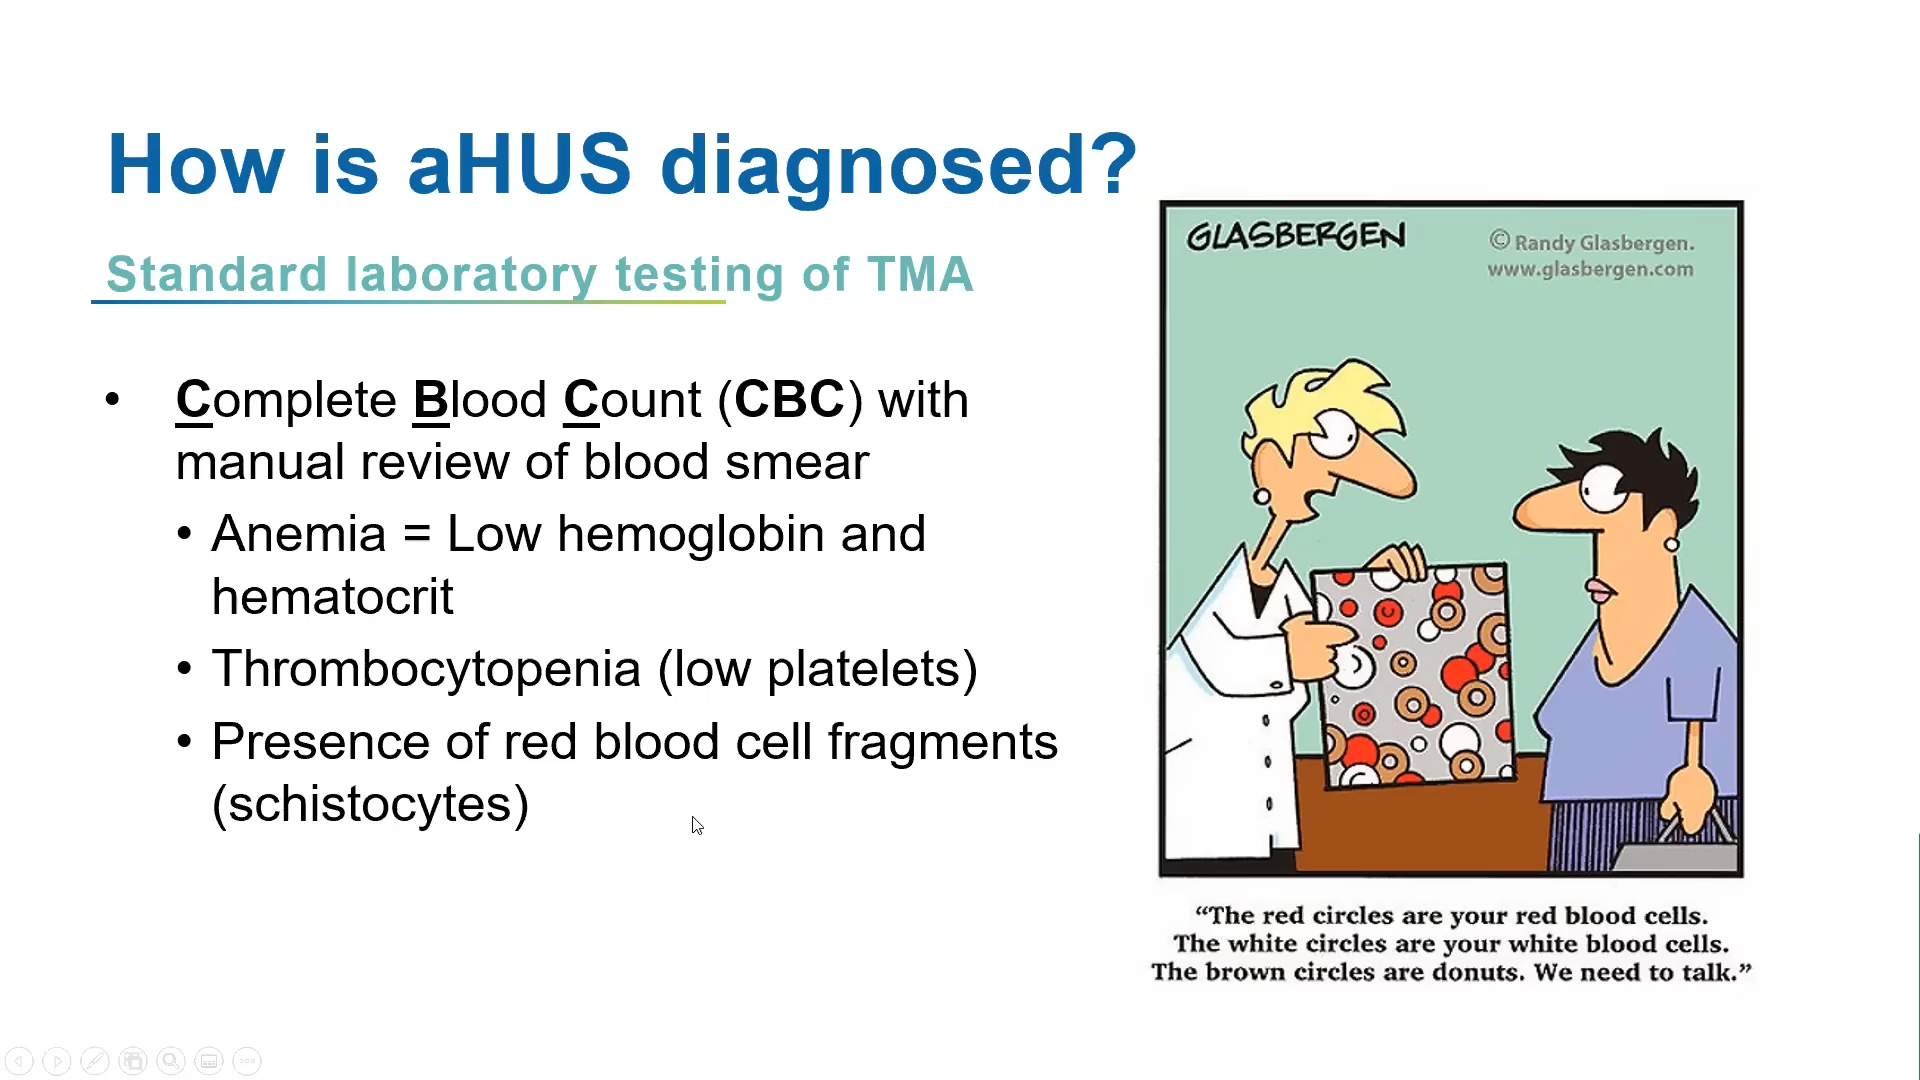 How is aHUS diagnosed?
Standard laboratory testing of TMA
• Complete Blood Count (CBC) with
manual review of blood smear
• Anemia = Low hemoglobin and
hematocrit
• Thrombocytopenia (low platelets)
• Presence of red blood cell fragments
(schistocytes)
GLASBERGEN
© Randy Glasbergen.
www.glasbergen.com
“The red circles are your red blood cells.
The white circles are your white blood cells.
The brown circles are donuts. We need to talk.”